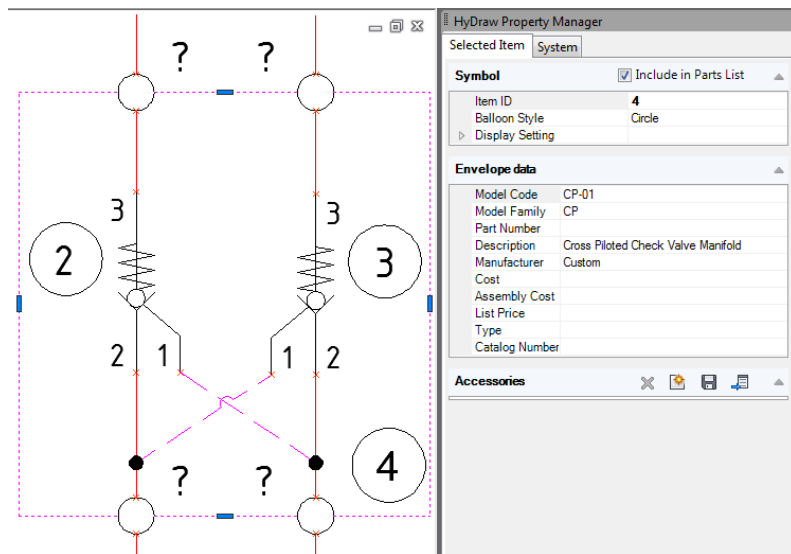 ? ?
3 3
2 3
2 1 1 2
4
? ?
HyDraw Property Manager
Selected Item System
Symbol Include in Parts List
Item ID 4
Balloon Style Circle
Display Setting
Envelope data
Model Code CP-01
Model Family CP
Part Number
Description Cross Piloted Check Valve Manifold
Manufacturer Custom
Cost
Assembly Cost
List Price
Type
Catalog Number
Accessories